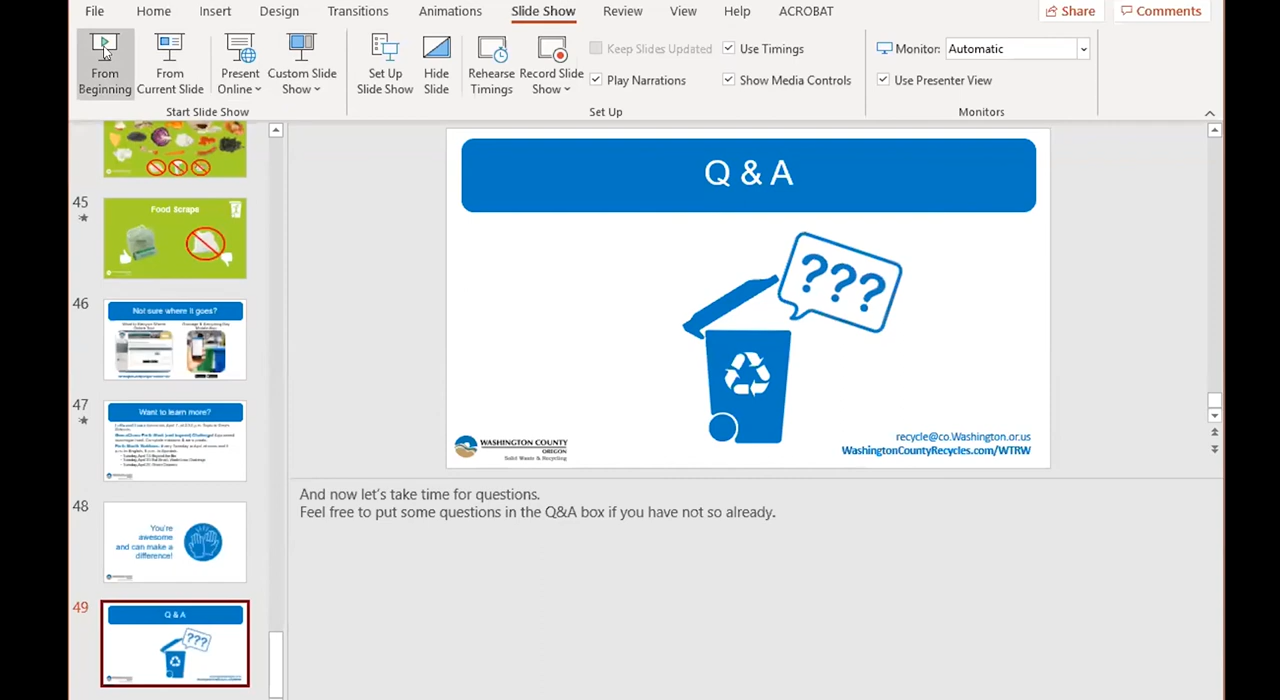 File Home Insert Design Transitions Animations Slide Show Review View Help ACROBAT Share Comments
From Beginning
From Current Slide
Present Online
Custom Slide Show
Start Slide Show
Set Up Slide Show
Hide Slide
Rehearse Timings
Record Slide Show
Keep Slides Updated
Play Narrations
Use Timings
Show Media Controls
Set Up
Monitor: Automatic
Use Presenter View
Monitors
45
Food Scraps
46
Not sure where it goes?
47
Want to learn more?
48
You're
awesome
and can make a
difference!
49
Q & A
???
Q & A
???
WASHINGTON COUNTY
OREGON
Solid Waste & Recycling
recycle@co.Washington.or.us
WashingtonCountyRecycles.com/WTRW
And now let's take time for questions.
Feel free to put some questions in the Q&A box if you have not so already.